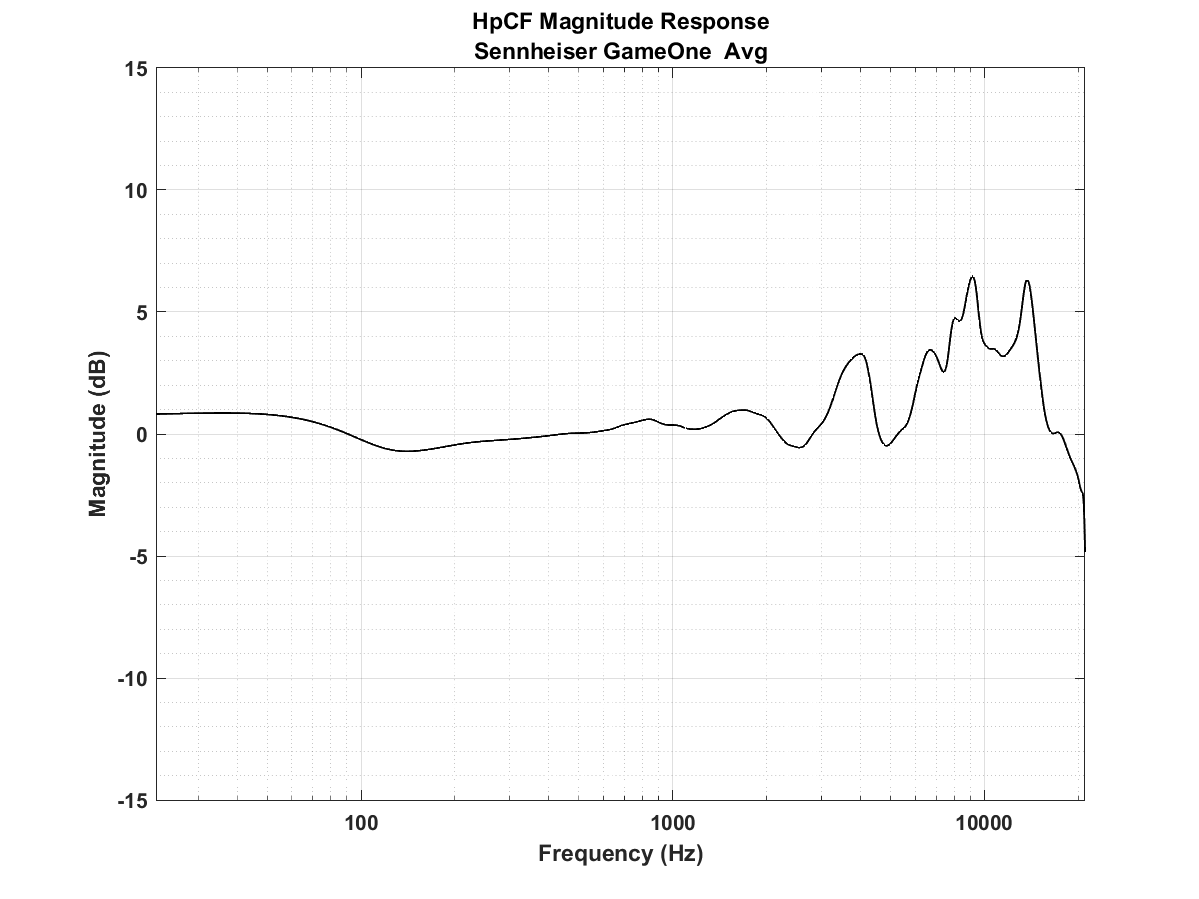 HpCF Magnitude Response
Sennheiser GameOne  Avg
15
10
5
0
-5
-10
-15
Magnitude (dB)
100
1000
10000
Frequency (Hz)